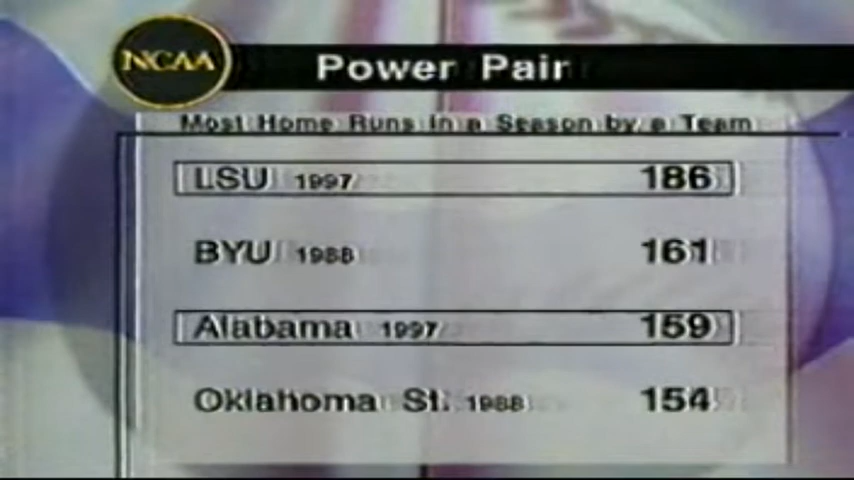 NCAA
Power Pair
Most Home Runs in a Season by a Team
LSU 1997 186
BYU 1988 161
Alabama 1997 159
Oklahoma St. 1988 154